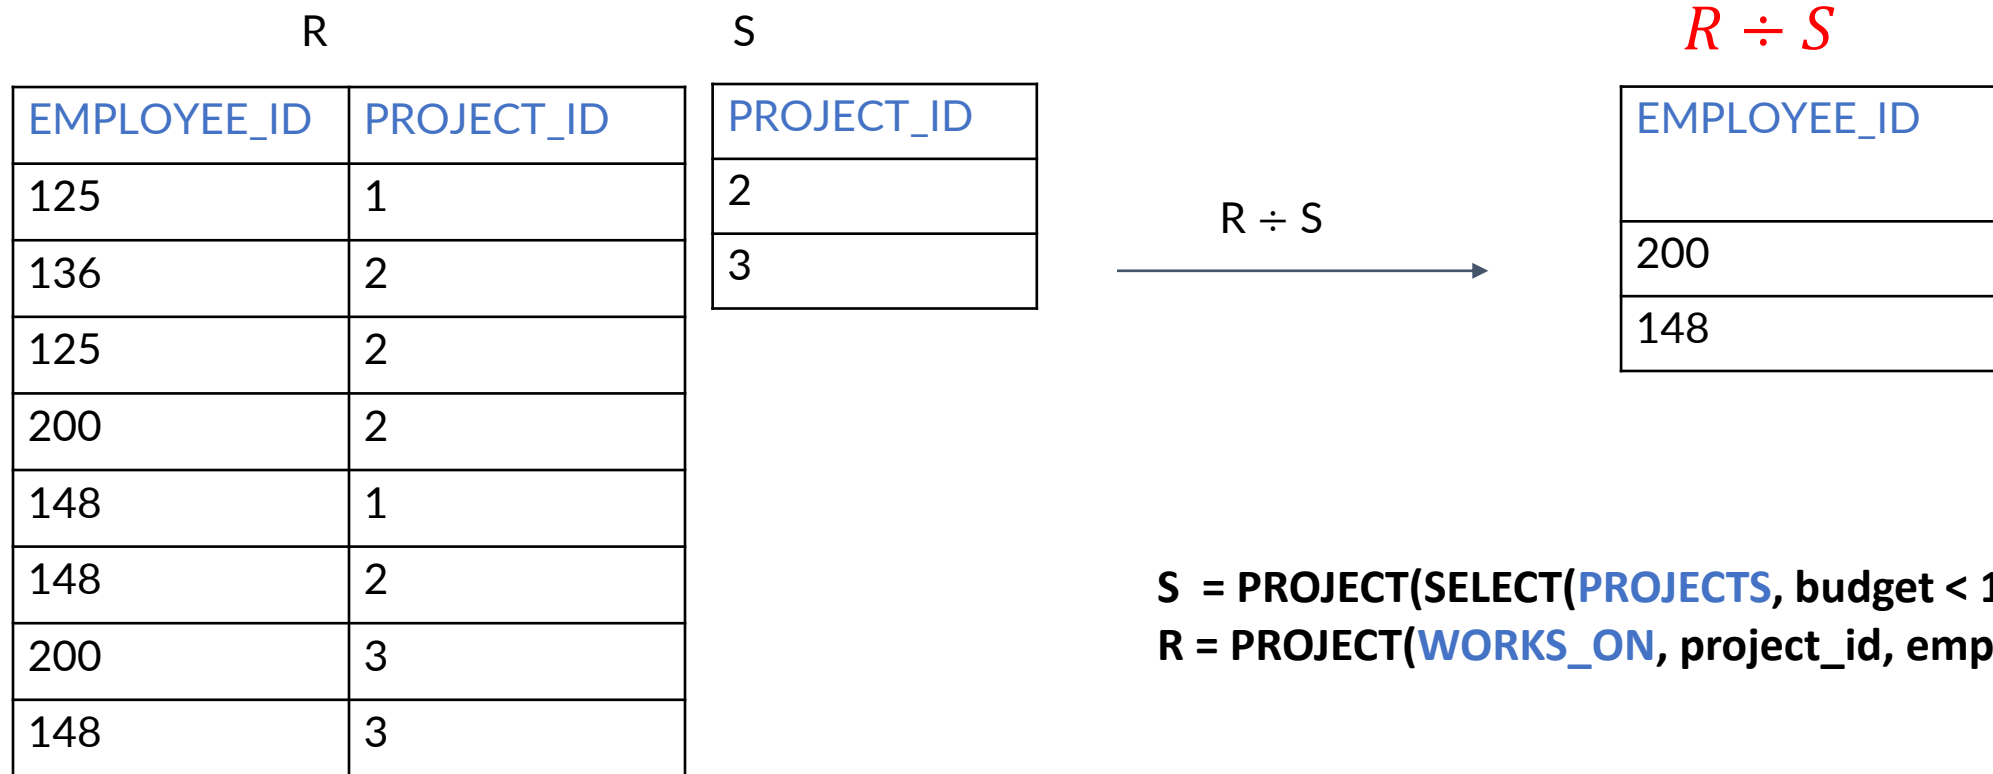 R
S
R ÷ S
EMPLOYEE_ID PROJECT_ID
125 1
136 2
125 2
200 2
148 1
148 2
200 3
148 3
PROJECT_ID
2
3
R ÷ S
EMPLOYEE_ID
200
148
S = PROJECT(SELECT(PROJECTS, budget < 1
R = PROJECT(WORKS_ON, project_id, emp